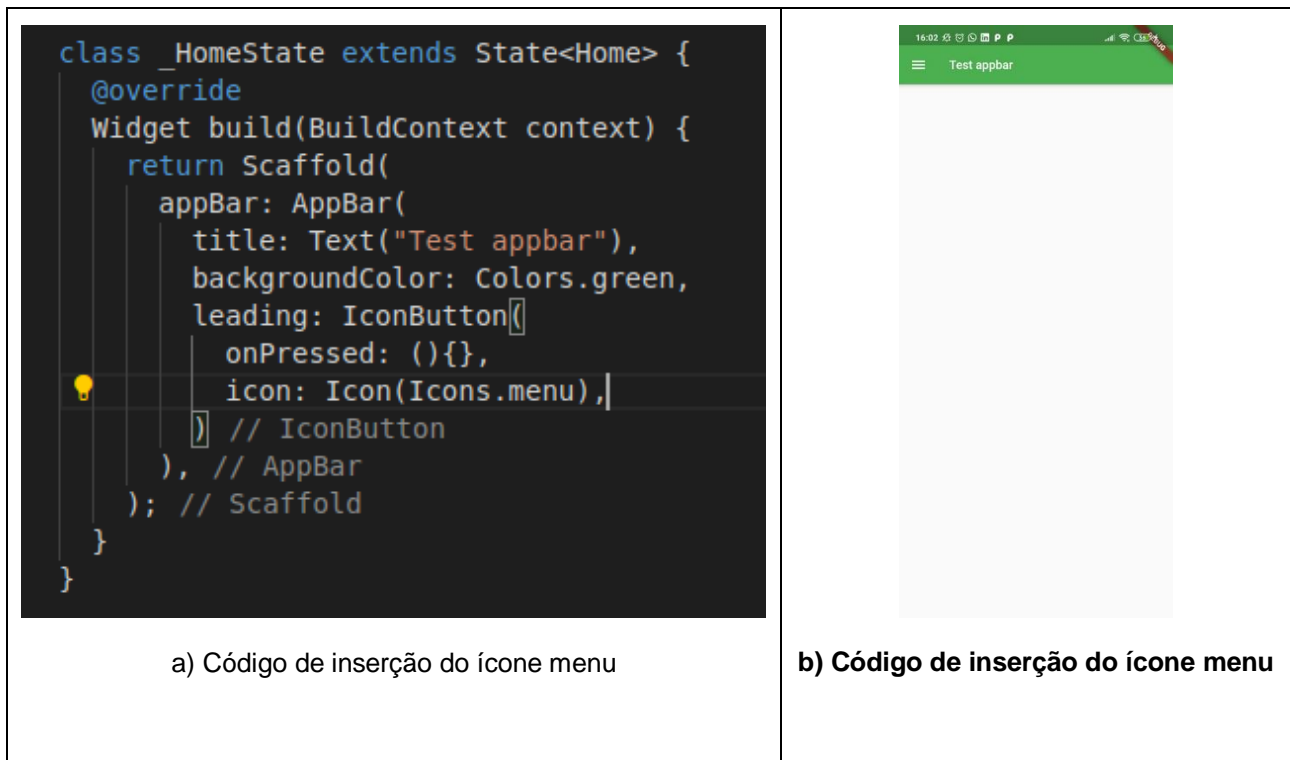 class _HomeState extends State<Home> {
@override
Widget build(BuildContext context) {
return Scaffold(
appBar: AppBar(
title: Text("Test appbar"),
backgroundColor: Colors.green,
leading: IconButton(
onPressed: (){},
icon: Icon(Icons.menu),
) // IconButton
), // AppBar
); // Scaffold
}
}
a) Código de inserção do ícone menu
16:02
Test appbar
b) Código de inserção do ícone menu